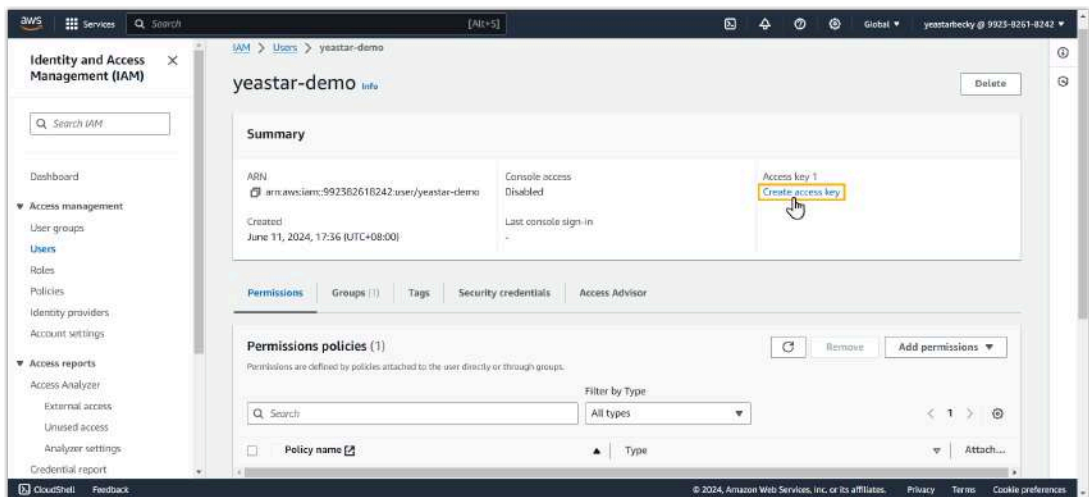 aws
Services
Search
[Alt+S]
Global
yeastarbecky @ 9923-8261-8242
Identity and Access
Management (IAM)
Search IAM
Dashboard
Access management
User groups
Users
Roles
Policies
Identity providers
Account settings
Access reports
Access Analyzer
External access
Unused access
Analyzer settings
Credential report
IAM > Users > yeastar-demo
yeastar-demo Info
Delete
Summary
ARN
arn:aws:iam::992382618242:user/yeastar-demo
Console access
Disabled
Access key 1
Create access key
Created
June 11, 2024, 17:36 (UTC+08:00)
Last console sign-in
-
Permissions
Groups (1)
Tags
Security credentials
Access Advisor
Permissions policies (1)
Remove
Add permissions
Permissions are defined by policies attached to the user directly or through groups.
Filter by Type
Search
All types
< 1 >
Policy name
Type
Attach...
CloudShell
Feedback
© 2024, Amazon Web Services, Inc. or its affiliates.
Privacy
Terms
Cookie preferences